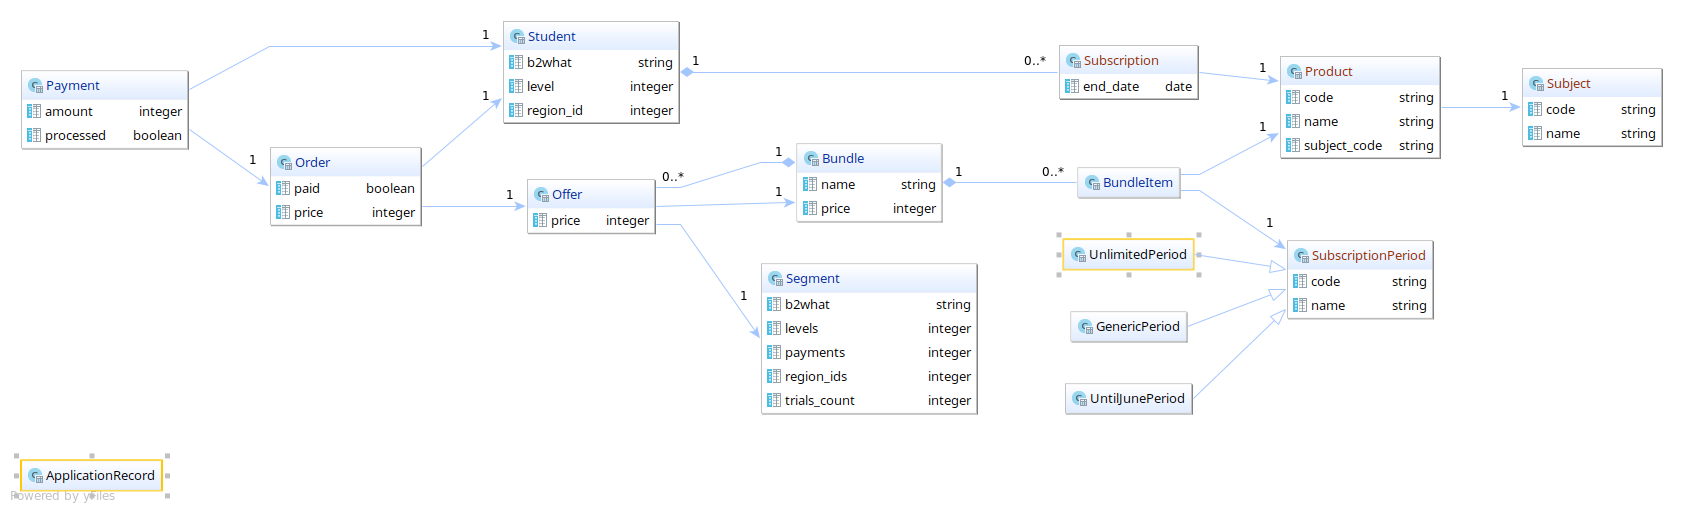 Payment
amount integer
processed boolean
1
1
Student
b2what string
level integer
region_id integer
1
1
Order
paid boolean
price integer
1
Offer
price integer
0..*
1
1
1
Bundle
name string
price integer
1
0..*
Segment
b2what string
levels integer
payments integer
region_ids integer
trials_count integer
0..*
Subscription
end_date date
1
Product
code string
name string
subject_code string
1
Subject
code string
name string
BundleItem
1
1
UnlimitedPeriod
SubscriptionPeriod
code string
name string
GenericPeriod
UntilJunePeriod
ApplicationRecord
Powered by yFiles